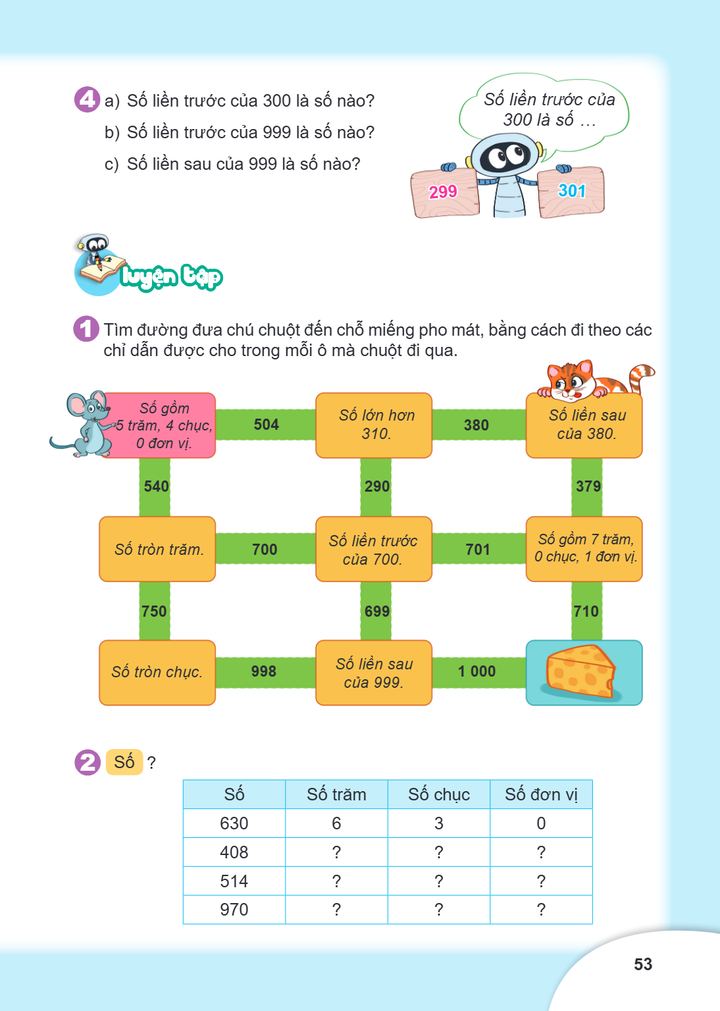 4 a) Số liền trước của 300 là số nào?
b) Số liền trước của 999 là số nào?
c) Số liền sau của 999 là số nào?
Số liền trước của
300 là số ...
299 301
luyện tập
1 Tìm đường đưa chú chuột đến chỗ miếng pho mát, bằng cách đi theo các
chỉ dẫn được cho trong mỗi ô mà chuột đi qua.
Số gồm
5 trăm, 4 chục,
0 đơn vị.
504
Số lớn hơn
310.
380
Số liền sau
của 380.
540 290 379
Số tròn trăm.
700
Số liền trước
của 700.
701
Số gồm 7 trăm,
0 chục, 1 đơn vị.
750 699 710
Số tròn chục.
998
Số liền sau
của 999.
1 000
2 Số ?
Số Số trăm Số chục Số đơn vị
630 6 3 0
408 ? ? ?
514 ? ? ?
970 ? ? ?
53